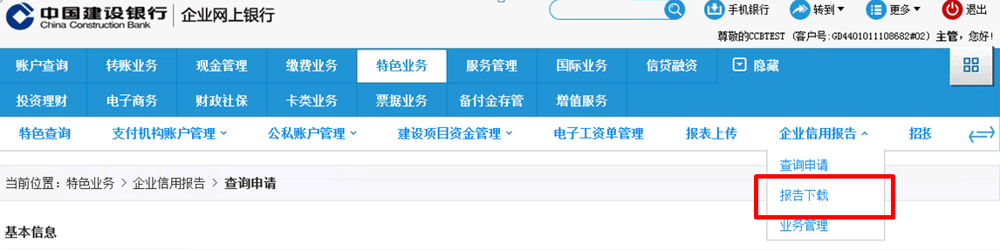 中国建设银行 企业网上银行
China Construction Bank
手机银行 转到 更多 退出
尊敬的CCBTEST (客户号:GD4401011108682#02) 主管，您好!
账户查询 转账业务 现金管理 缴费业务 特色业务 服务管理 国际业务 信贷融资 隐藏
投资理财 电子商务 财政社保 卡类业务 票据业务 备付金存管 增值服务
特色查询 支付机构账户管理 公私账户管理 建设项目资金管理 电子工资单管理 报表上传 企业信用报告 招投
查询申请
当前位置：特色业务 > 企业信用报告 > 查询申请
报告下载
业务管理
基本信息